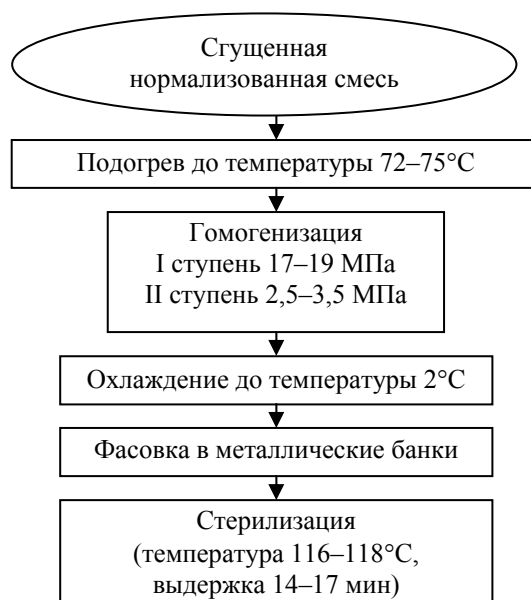 Сгущенная
нормализованная смесь
Подогрев до температуры 72–75°С
Гомогенизация
I ступень 17–19 МПа
II ступень 2,5–3,5 МПа
Охлаждение до температуры 2°С
Фасовка в металлические банки
Стерилизация
(температура 116–118°С,
выдержка 14–17 мин)